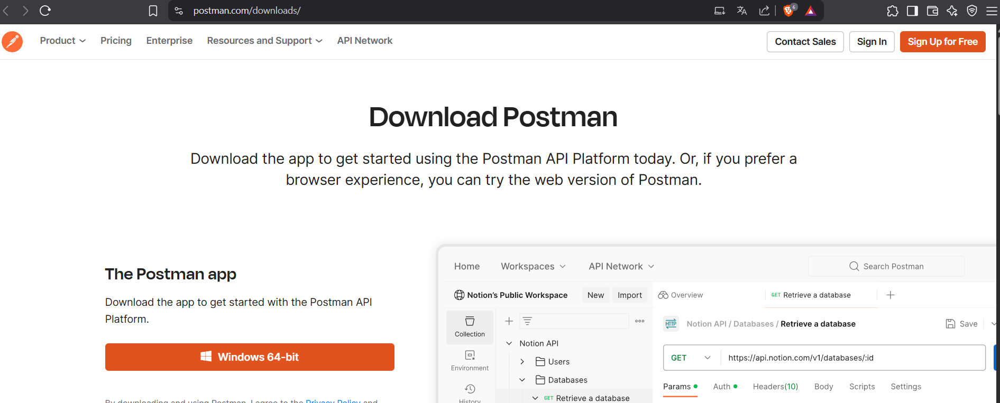 postman.com/downloads/
6
Product
Pricing
Enterprise
Resources and Support
API Network
Contact Sales
Sign In
Sign Up for Free
Download Postman
Download the app to get started using the Postman API Platform today. Or, if you prefer a
browser experience, you can try the web version of Postman.
The Postman app
Download the app to get started with the Postman API
Platform.
Windows 64-bit
By downloading and using Postman, I agree to the Privacy Policy and
Home
Workspaces
API Network
Search Postman
Notion's Public Workspace
New
Import
Overview
GET Retrieve a database
Collection
Environment
History
Notion API
Users
Databases
GET Retrieve a database
HTTP
Notion API / Databases / Retrieve a database
Save
GET
https://api.notion.com/v1/databases/:id
Params
Auth
Headers(10)
Body
Scripts
Settings